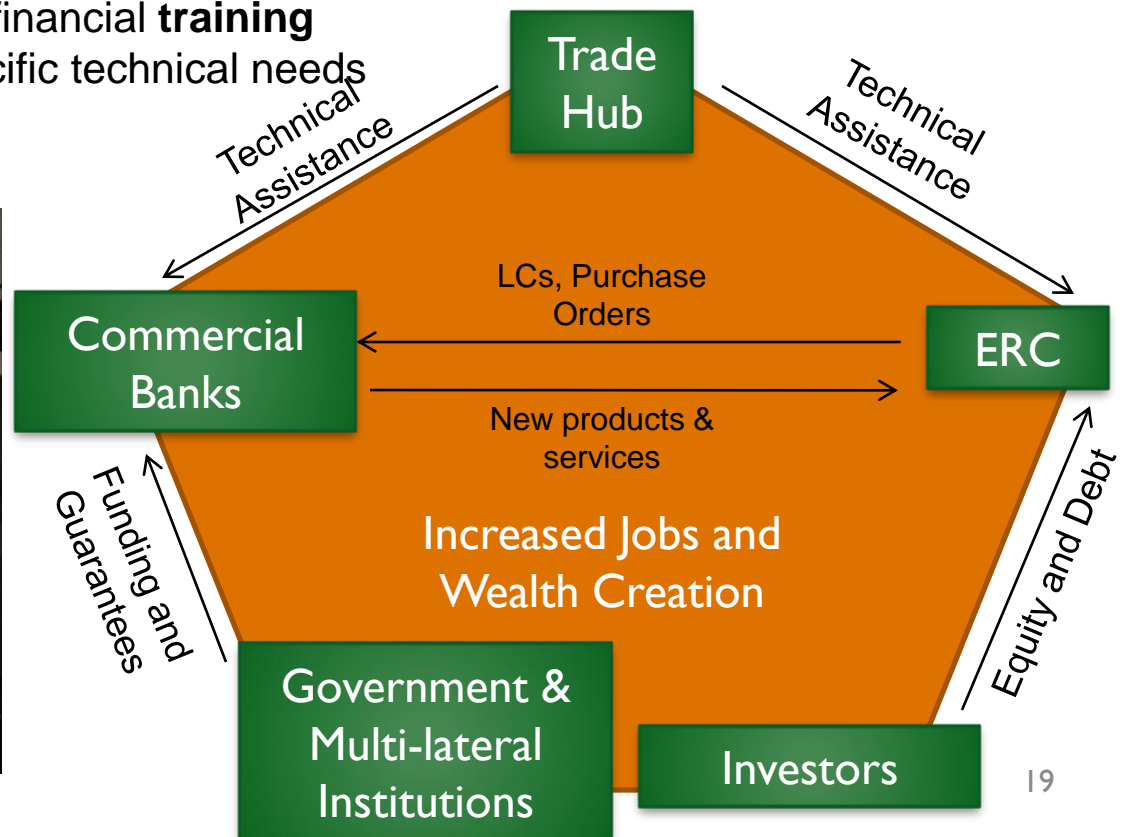 financial training
cific technical needs
Trade
Hub
Technical
Assistance
Technical
Assistance
LCs, Purchase
Orders
Commercial
Banks
ERC
New products &
services
Funding and
Guarantees
Increased Jobs and
Wealth Creation
Equity and Debt
Government &
Multi-lateral
Institutions
Investors
19